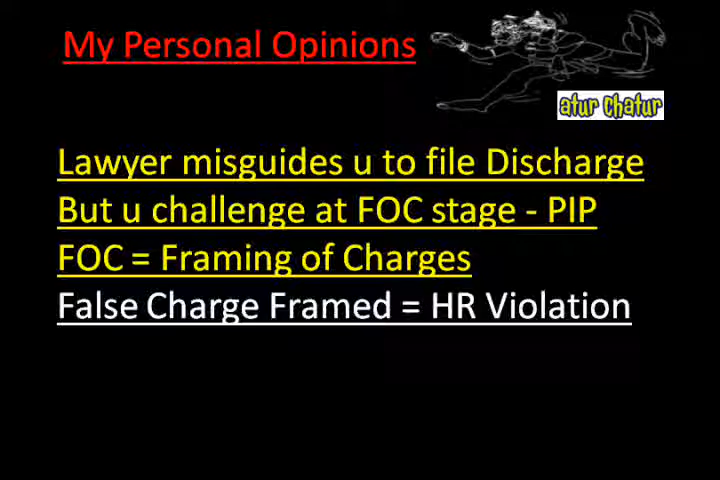 My Personal Opinions
atur chatur
Lawyer misguides u to file Discharge
But u challenge at FOC stage - PIP
FOC = Framing of Charges
False Charge Framed = HR Violation